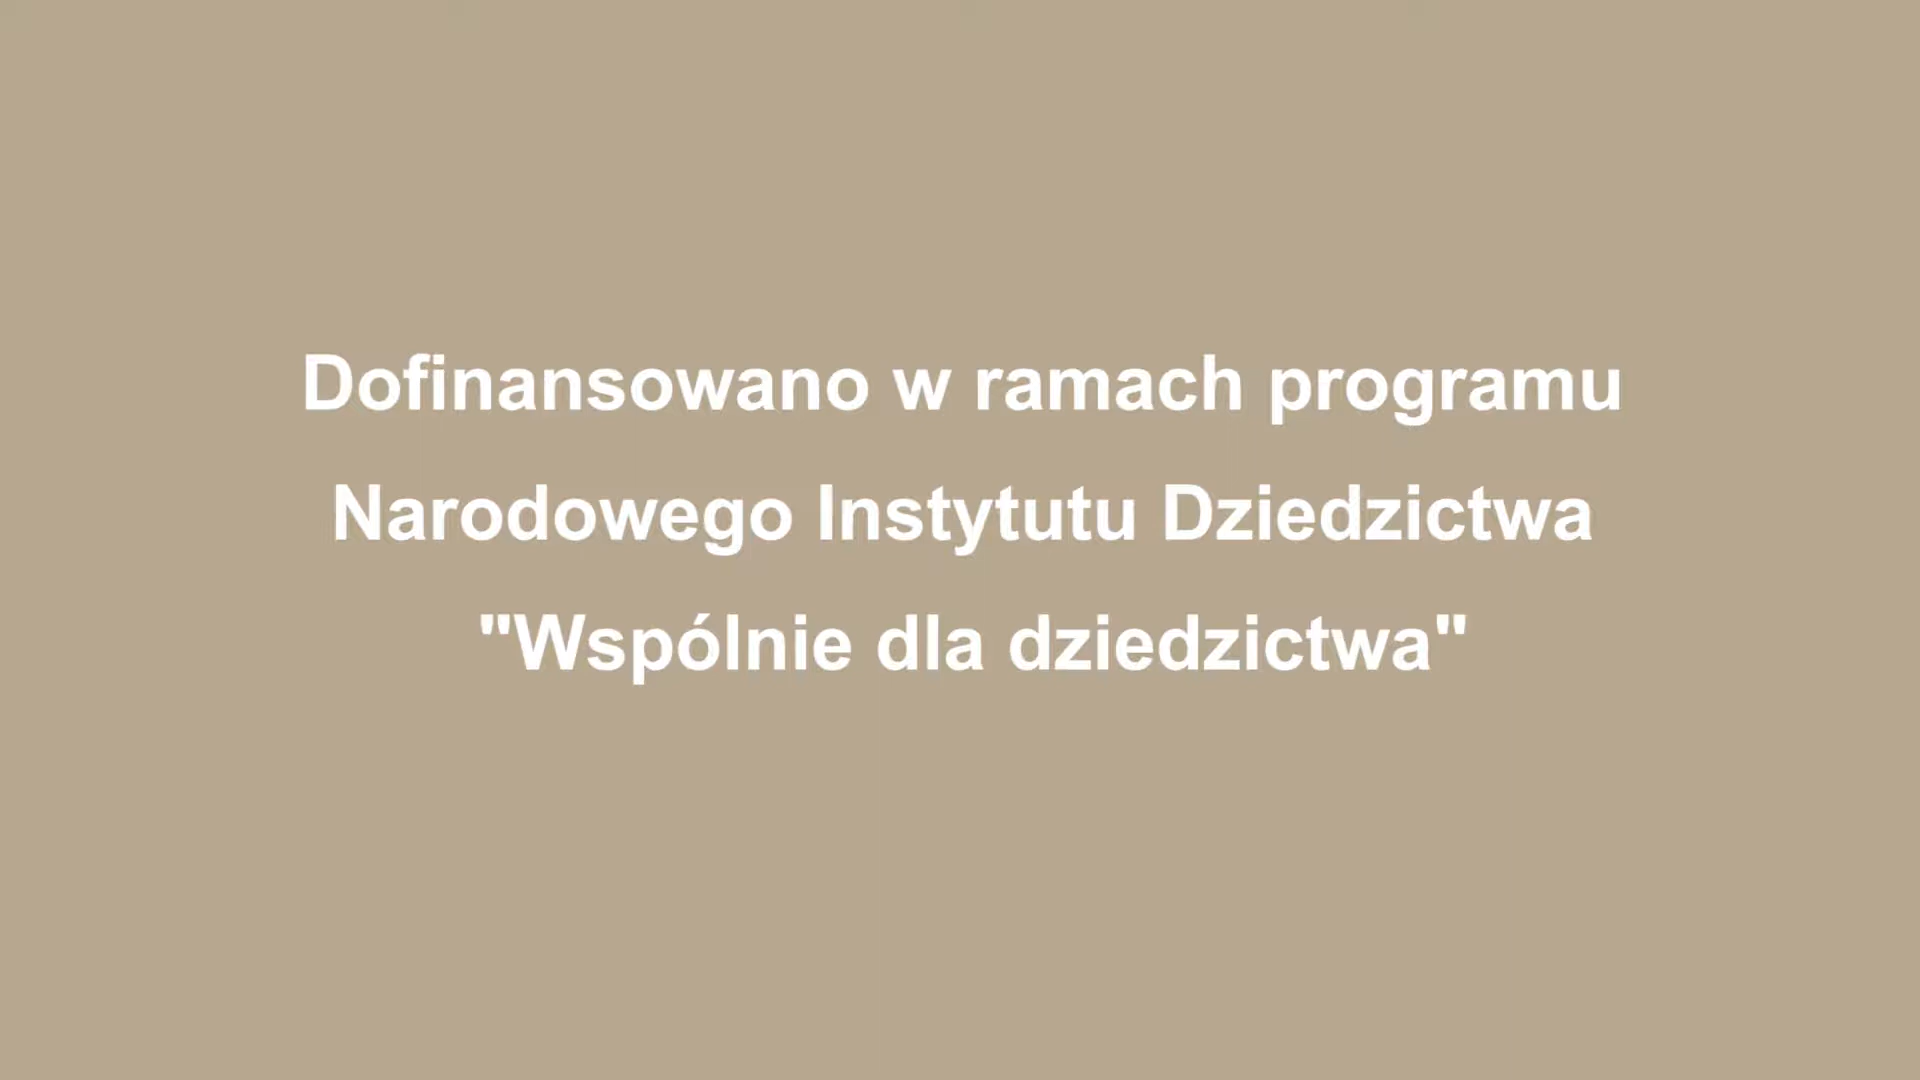 Dofinansowano w ramach programu
Narodowego Instytutu Dziedzictwa
"Wspólnie dla dziedzictwa"